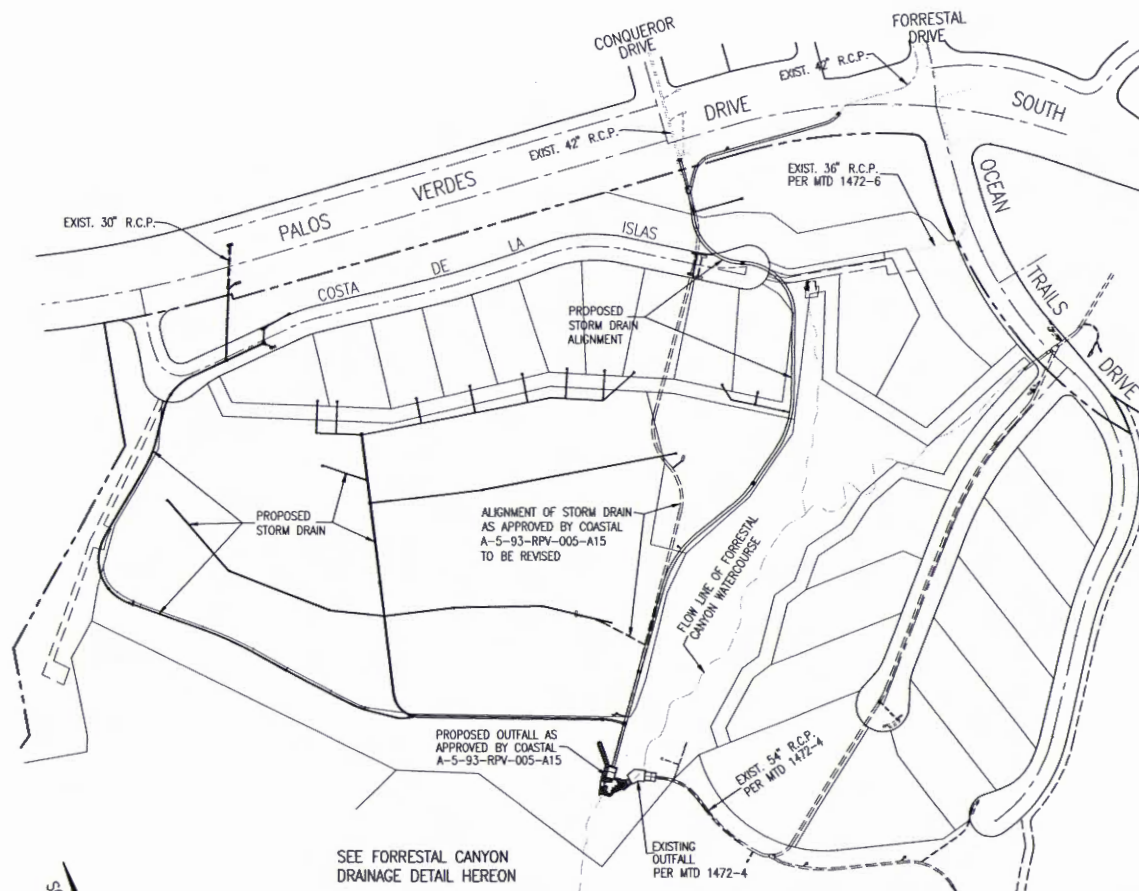 CONQUEROR
DRIVE
FORRESTAL
DRIVE
EXIST. 42" R.C.P.
DRIVE
SOUTH
EXIST. 42" R.C.P.
VERDES
PALOS
EXIST. 36" R.C.P.
PER MTD 1472-6
OCEAN
TRAILS
DRIVE
EXIST. 30" R.C.P.
COSTA
DE
LA
ISLAS
PROPOSED
STORM DRAIN
ALIGNMENT
PROPOSED
STORM DRAIN
ALIGNMENT OF STORM DRAIN
AS APPROVED BY COASTAL
A-5-93-RPV-005-A15
TO BE REVISED
FLOW LINE OF FORRESTAL
CANYON WATERCOURSE
PROPOSED OUTFALL AS
APPROVED BY COASTAL
A-5-93-RPV-005-A15
EXIST. 54" R.C.P.
PER MTD 1472-4
EXISTING
OUTFALL
PER MTD 1472-4
SEE FORRESTAL CANYON
DRAINAGE DETAIL HEREON